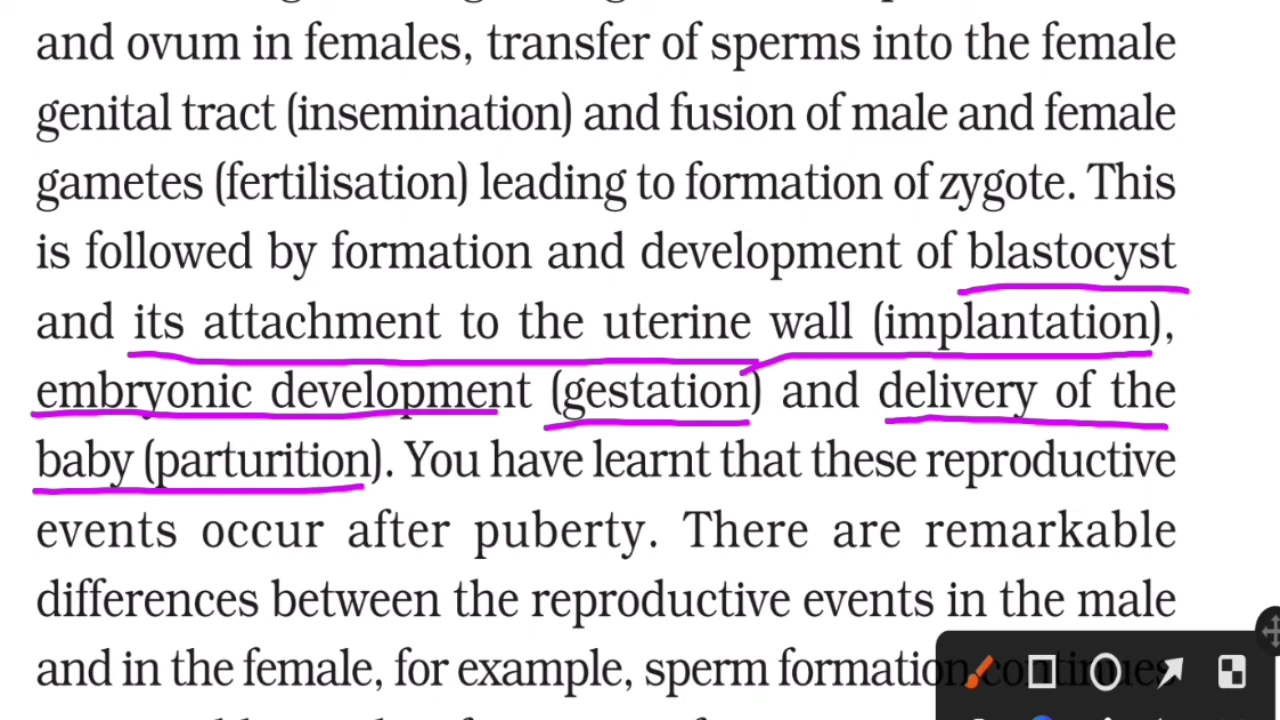 and ovum in females, transfer of sperms into the female
genital tract (insemination) and fusion of male and female
gametes (fertilisation) leading to formation of zygote. This
is followed by formation and development of blastocyst
and its attachment to the uterine wall (implantation),
embryonic development (gestation) and delivery of the
baby (parturition). You have learnt that these reproductive
events occur after puberty. There are remarkable
differences between the reproductive events in the male
and in the female, for example, sperm formation continues